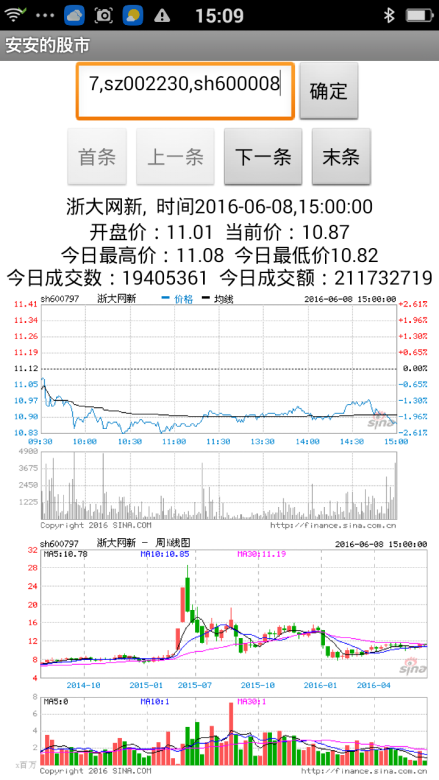 15:09
安安的股市
7,sz002230,sh600008
确定
首条 上一条 下一条 末条
浙大网新, 时间2016-06-08,15:00:00
开盘价：11.01 当前价：10.87
今日最高价：11.08 今日最低价10.82
今日成交数：19405361 今日成交额：211732719
sh600797 浙大网新 价格 均线 2016-06-08 15:00:00
11.41 +2.61%
11.34 +1.96%
11.26 +1.30%
11.19 +0.65%
11.12 0.00%
11.05 -0.65%
10.97 -1.30%
10.90 -1.96%
10.83 -2.61%
sina
09:30 10:00 10:30 11:00 11:30 13:30 14:00 14:30 15:00
4900
3675
2450
1225
Copyright 2016 SINA.COM http://finance.sina.com.cn
sh600797 浙大网新 - 周K线图 2016-06-08 15:00:00
MA5:10.78 MA10:10.85 MA30:11.19
32
28
24
20
16
12
8
4
sina
2014-10 2015-01 2015-07 2015-10 2016-01 2016-04
MA5:0 MA10:1 MA30:1
8
6
4
2
x百万
Copyright 2016 SINA.COM http://finance.sina.com.cn